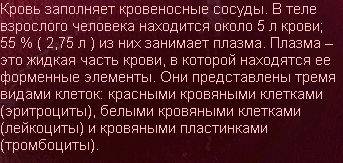 Кровь заполняет кровеносные сосуды. В теле
взрослого человека находится около 5 л крови;
55 % ( 2,75 л ) из них занимает плазма. Плазма –
это жидкая часть крови, в которой находятся ее
форменные элементы. Они представлены тремя
видами клеток: красными кровяными клетками
(эритроциты), белыми кровяными клетками
(лейкоциты) и кровяными пластинками
(тромбоциты).